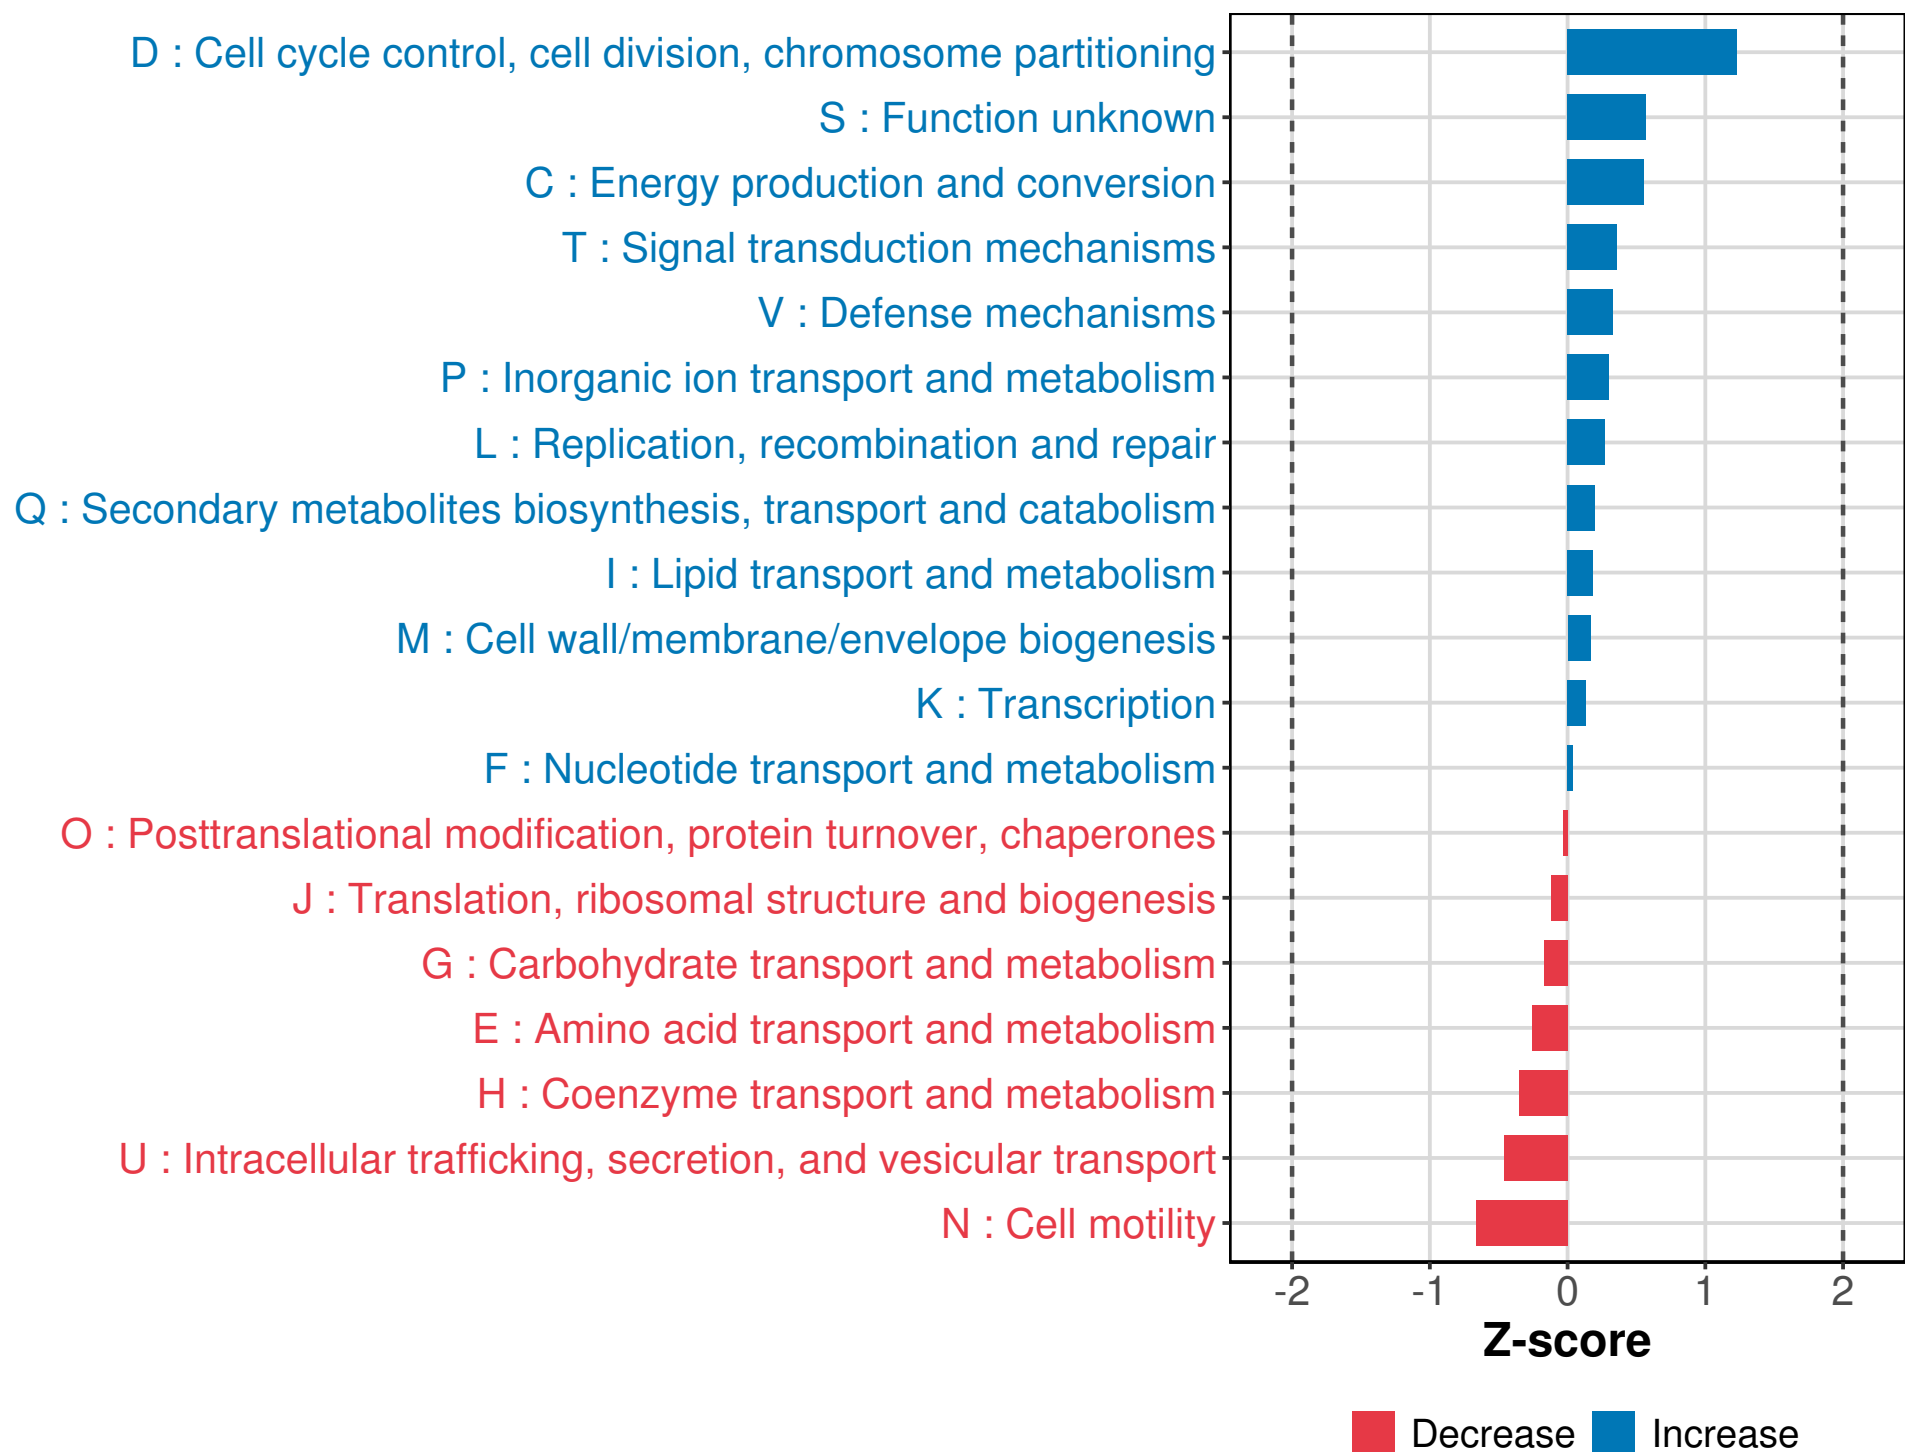 D : Cell cycle control, cell division, chromosome partitioning
S : Function unknown
C : Energy production and conversion
T : Signal transduction mechanisms
V : Defense mechanisms
P : Inorganic ion transport and metabolism
L : Replication, recombination and repair
Q : Secondary metabolites biosynthesis, transport and catabolism
I : Lipid transport and metabolism
M : Cell wall/membrane/envelope biogenesis
K : Transcription
F : Nucleotide transport and metabolism
O : Posttranslational modification, protein turnover, chaperones
J : Translation, ribosomal structure and biogenesis
G : Carbohydrate transport and metabolism
E : Amino acid transport and metabolism
H : Coenzyme transport and metabolism
U : Intracellular trafficking, secretion, and vesicular transport
N : Cell motility
-2 -1 0 1 2
Z-score
Decrease Increase